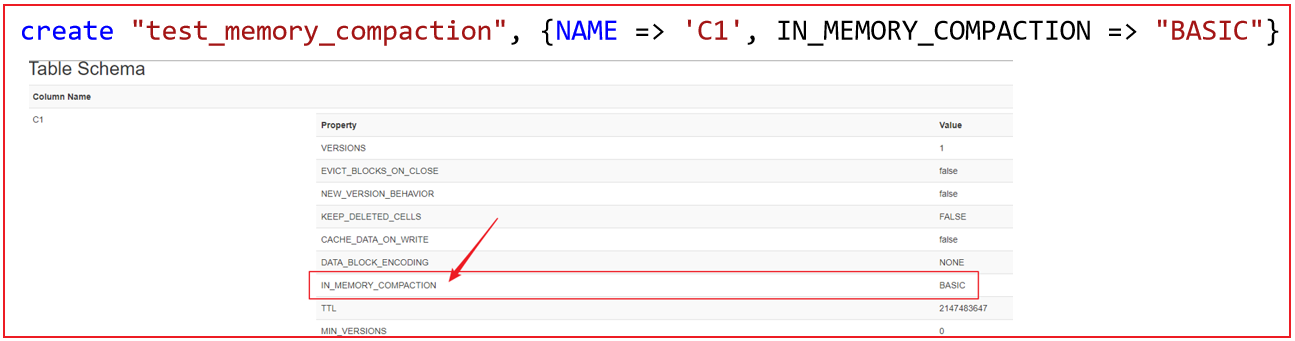 create "test_memory_compaction", {NAME => 'C1', IN_MEMORY_COMPACTION => "BASIC"}
Table Schema
Column Name
C1
Property Value
VERSIONS 1
EVICT_BLOCKS_ON_CLOSE false
NEW_VERSION_BEHAVIOR false
KEEP_DELETED_CELLS FALSE
CACHE_DATA_ON_WRITE false
DATA_BLOCK_ENCODING NONE
IN_MEMORY_COMPACTION BASIC
TTL 2147483647
MIN_VERSIONS 0